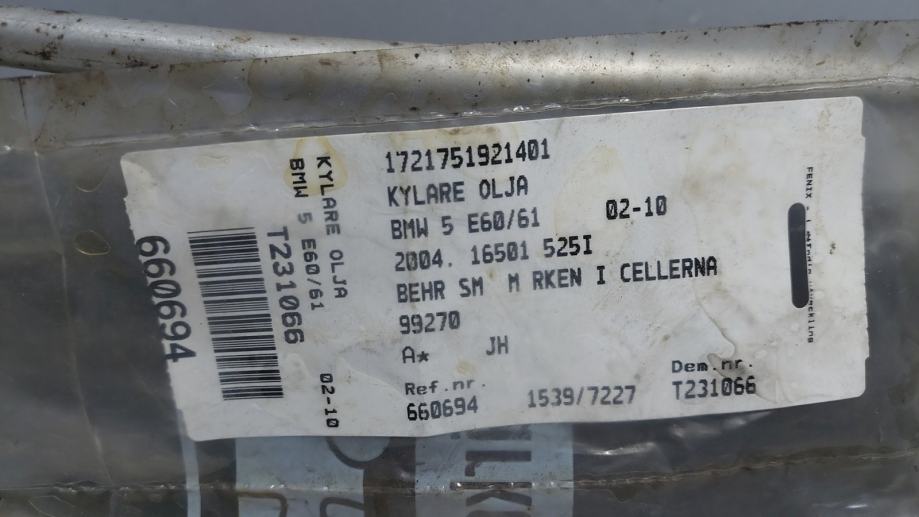 1721751921401
KYLARE OLJA
BMW 5 E60/61 02-10
2004. 16501 525I
BEHR SM M RKEN I CELLERNA
99270
A* JH
Ref.nr. 1539/7227 Dem.nr.
660694 T231066
KYLARE OLJA
BMW 5 E60/61 02-10
T231066
660694
FENIX -